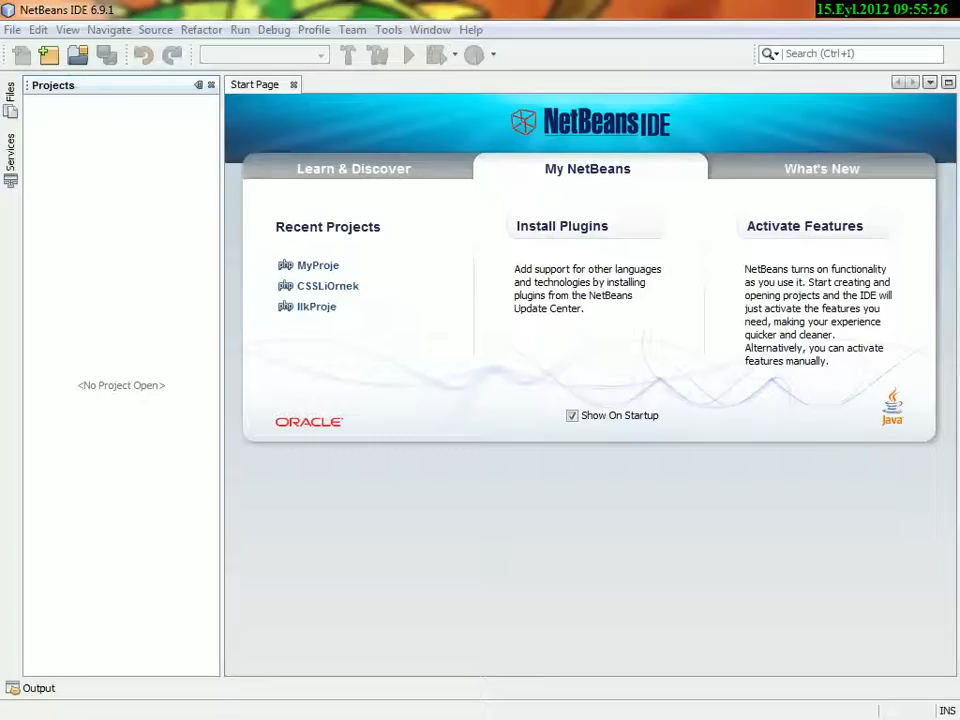 NetBeans IDE 6.9.1
15.Eyl.2012 09:55:26
File Edit View Navigate Source Refactor Run Debug Profile Team Tools Window Help
Search (Ctrl+I)
Files
Services
Projects
<No Project Open>
Start Page
NetBeans IDE
Learn & Discover
My NetBeans
What's New
Recent Projects
MyProje
CSSLiOrnek
IlkProje
Install Plugins
Add support for other languages
and technologies by installing
plugins from the NetBeans
Update Center.
Activate Features
NetBeans turns on functionality
as you use it. Start creating and
opening projects and the IDE will
just activate the features you
need, making your experience
quicker and cleaner.
Alternatively, you can activate
features manually.
ORACLE
Show On Startup
Java
Output
INS